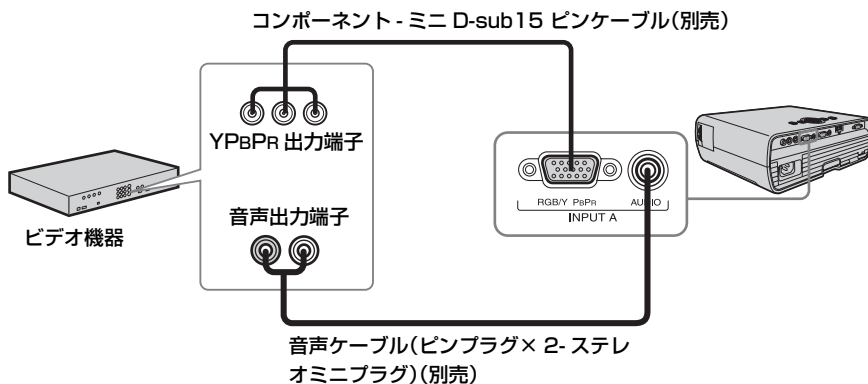 コンポーネント - ミニ D-sub15 ピンケーブル(別売)
YPBPR 出力端子
ビデオ機器
音声出力端子
RGB/Y PBPR
AUDIO
INPUT A
音声ケーブル(ピンプラグ× 2- ステレ
オミニプラグ)(別売)